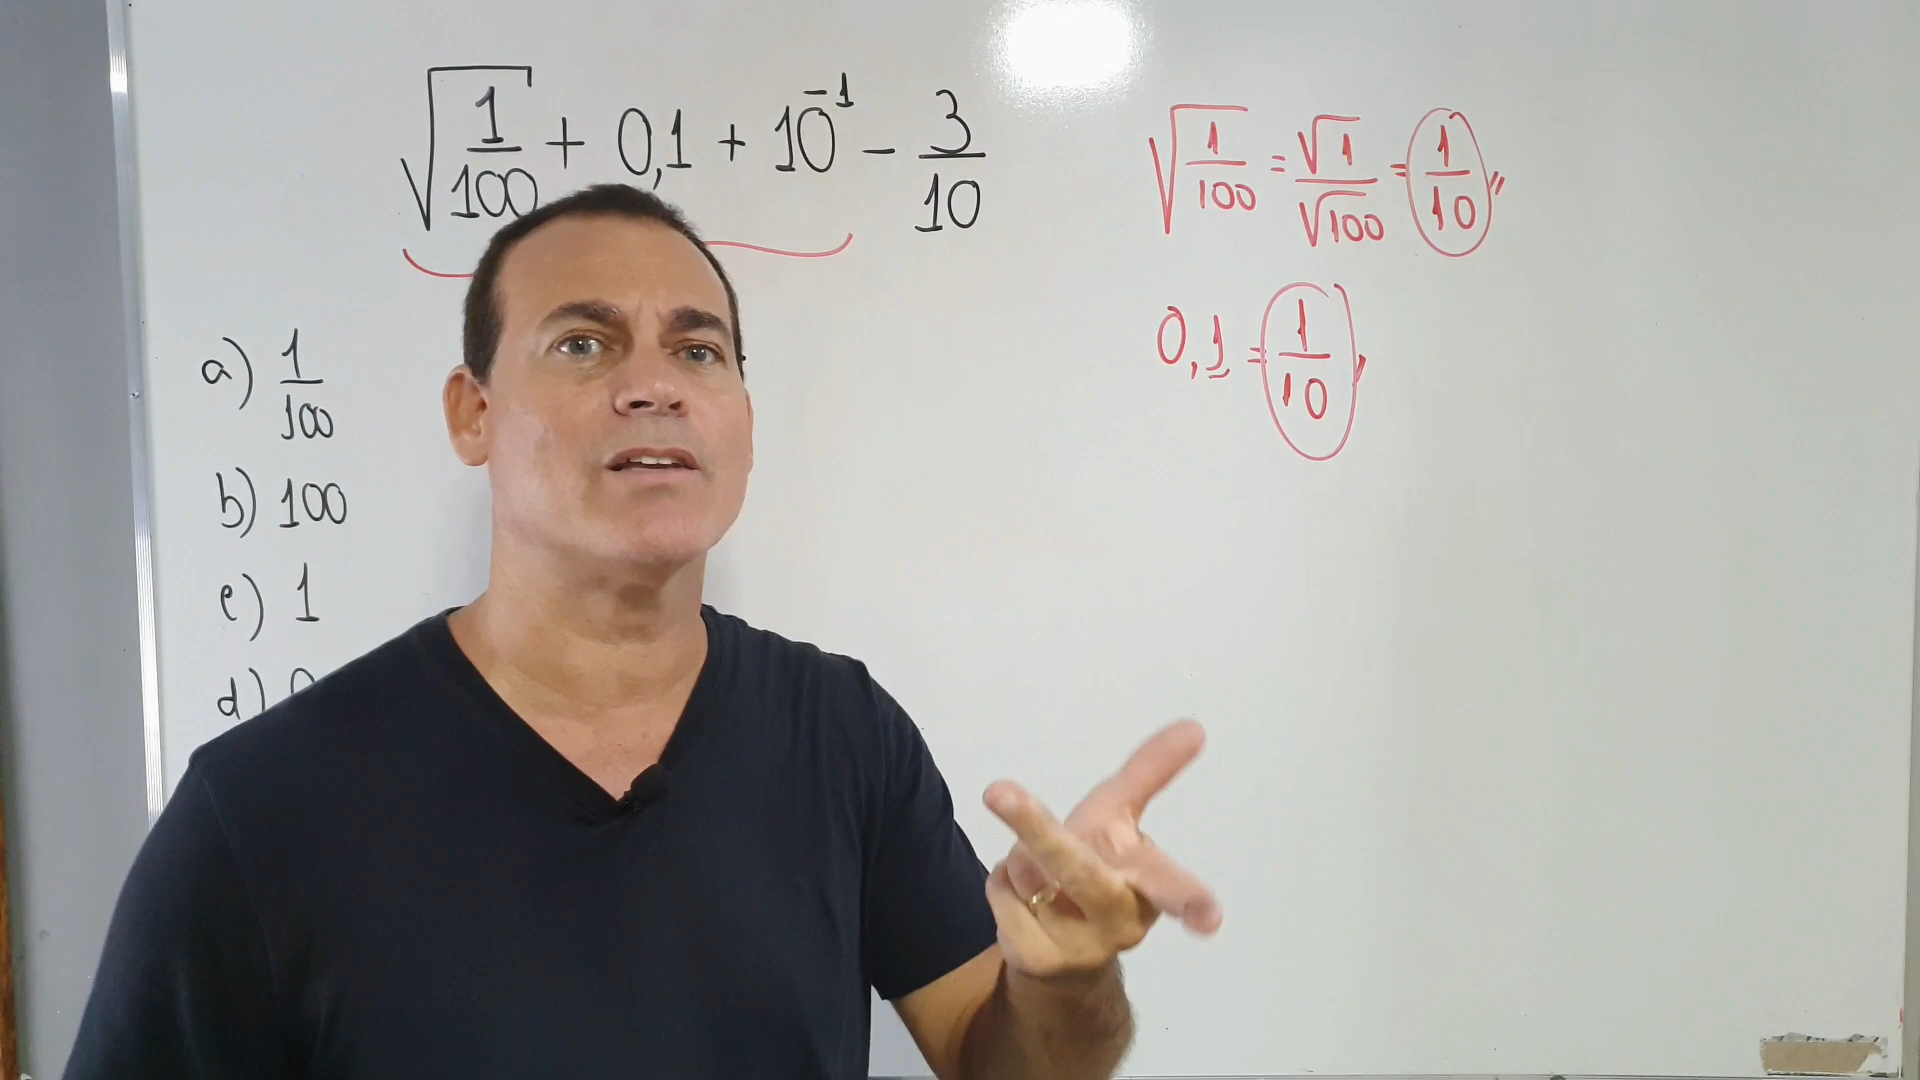 √(1/100) + 0,1 + 10⁻¹ − 3/10
a) 1/100
b) 100
c) 1
d)
√(1/100) = √1/√100 = 1/10
0,1 = 1/10